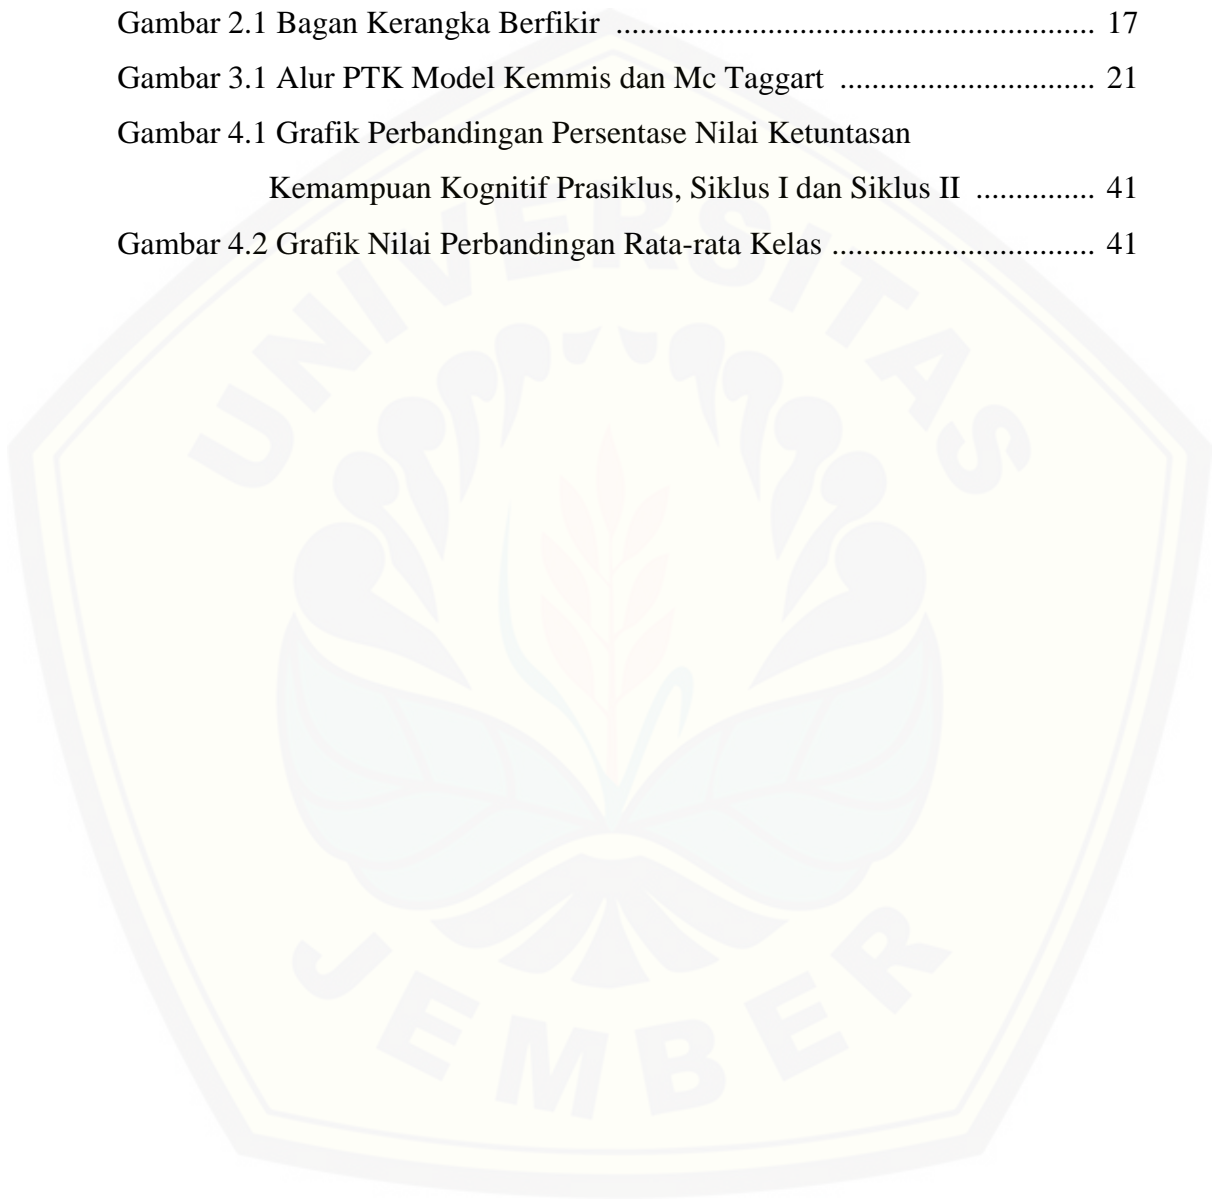 Gambar 2.1 Bagan Kerangka Berfikir ............................................................ 17
Gambar 3.1 Alur PTK Model Kemmis dan Mc Taggart ................................ 21
Gambar 4.1 Grafik Perbandingan Persentase Nilai Ketuntasan
Kemampuan Kognitif Prasiklus, Siklus I dan Siklus II ............... 41
Gambar 4.2 Grafik Nilai Perbandingan Rata-rata Kelas ................................. 41
UNIVERSITAS
JEMBER